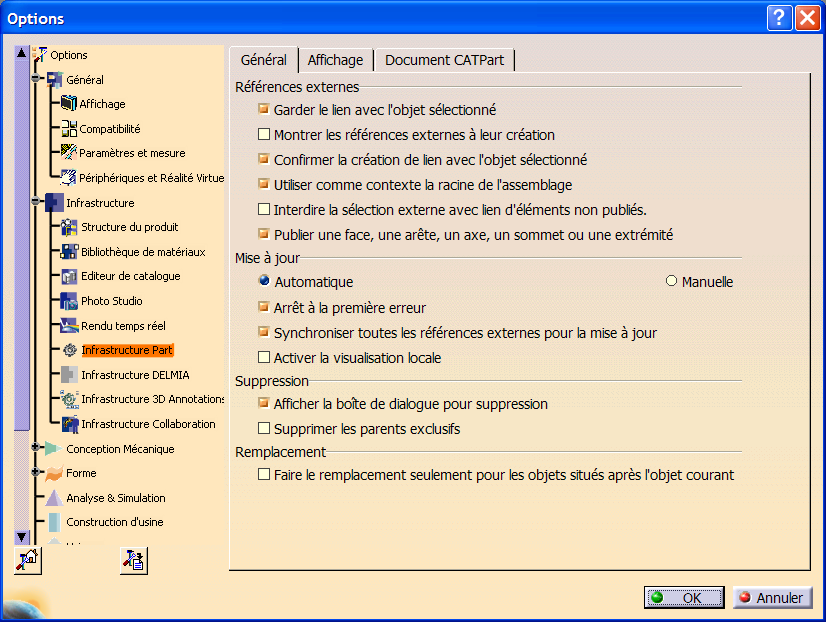 Options
Options
Général
Affichage
Compatibilité
Paramètres et mesure
Périphériques et Réalité Virtue
Infrastructure
Structure du produit
Bibliothèque de matériaux
Editeur de catalogue
Photo Studio
Rendu temps réel
Infrastructure Part
Infrastructure DELMIA
Infrastructure 3D Annotations
Infrastructure Collaboration
Conception Mécanique
Forme
Analyse & Simulation
Construction d'usine
Général Affichage Document CATPart
Références externes
Garder le lien avec l'objet sélectionné
Montrer les références externes à leur création
Confirmer la création de lien avec l'objet sélectionné
Utiliser comme contexte la racine de l'assemblage
Interdire la sélection externe avec lien d'éléments non publiés.
Publier une face, une arête, un axe, un sommet ou une extrémité
Mise à jour
Automatique Manuelle
Arrêt à la première erreur
Synchroniser toutes les références externes pour la mise à jour
Activer la visualisation locale
Suppression
Afficher la boîte de dialogue pour suppression
Supprimer les parents exclusifs
Remplacement
Faire le remplacement seulement pour les objets situés après l'objet courant
OK Annuler